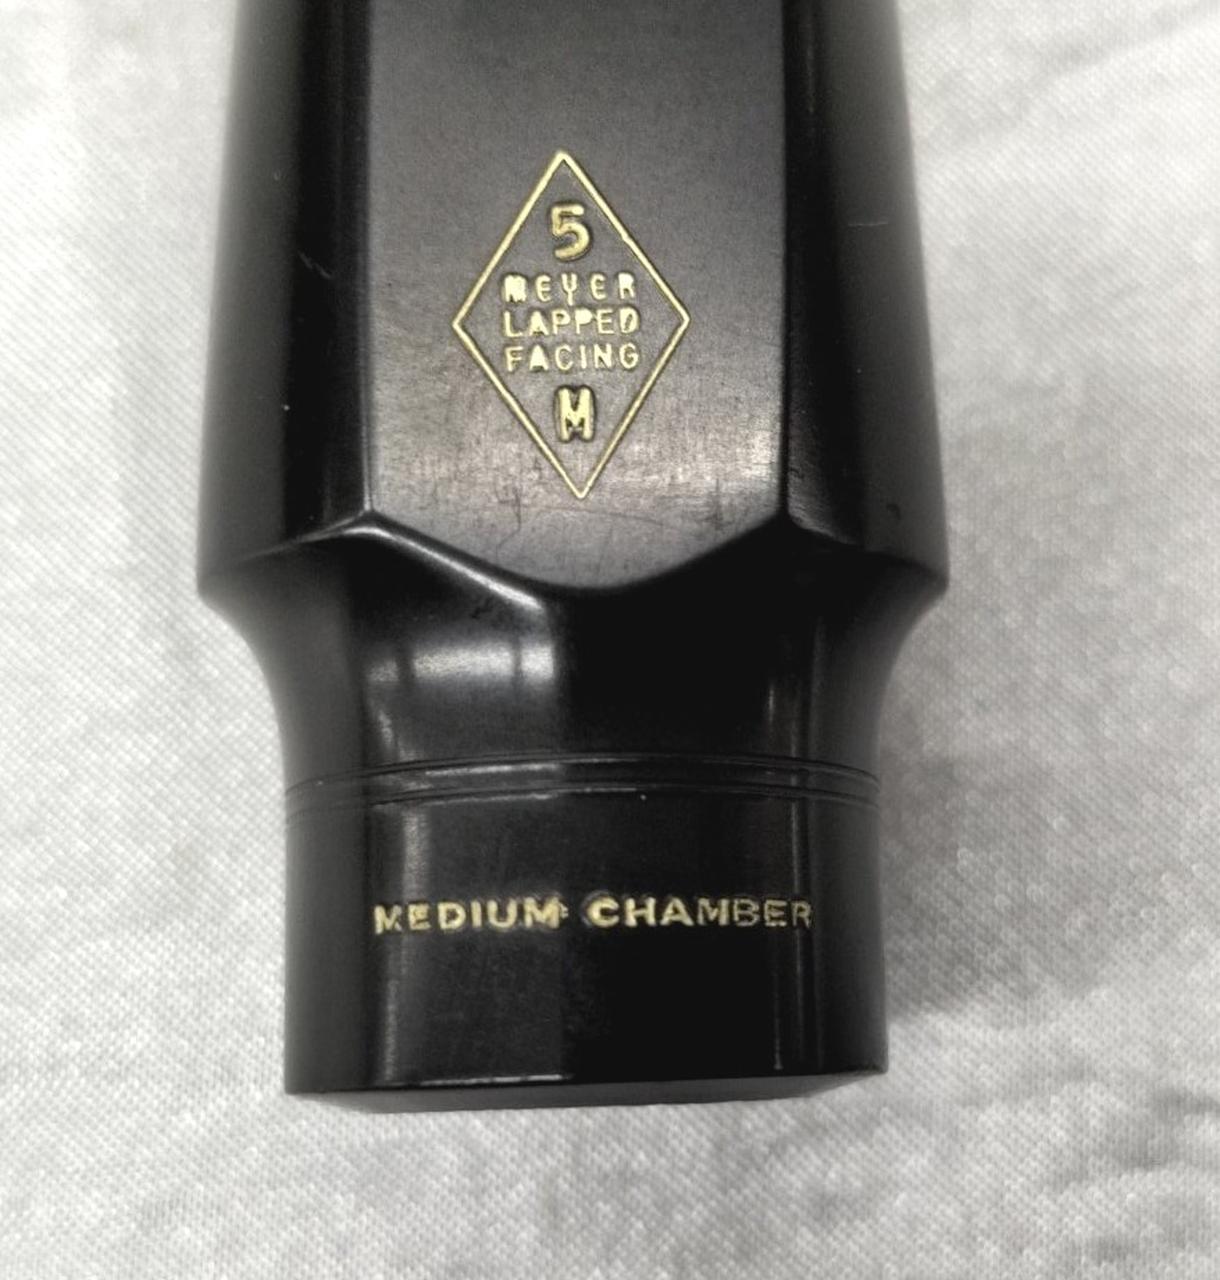 5
MEYER
LAPPED
FACING
M
MEDIUM CHAMBER